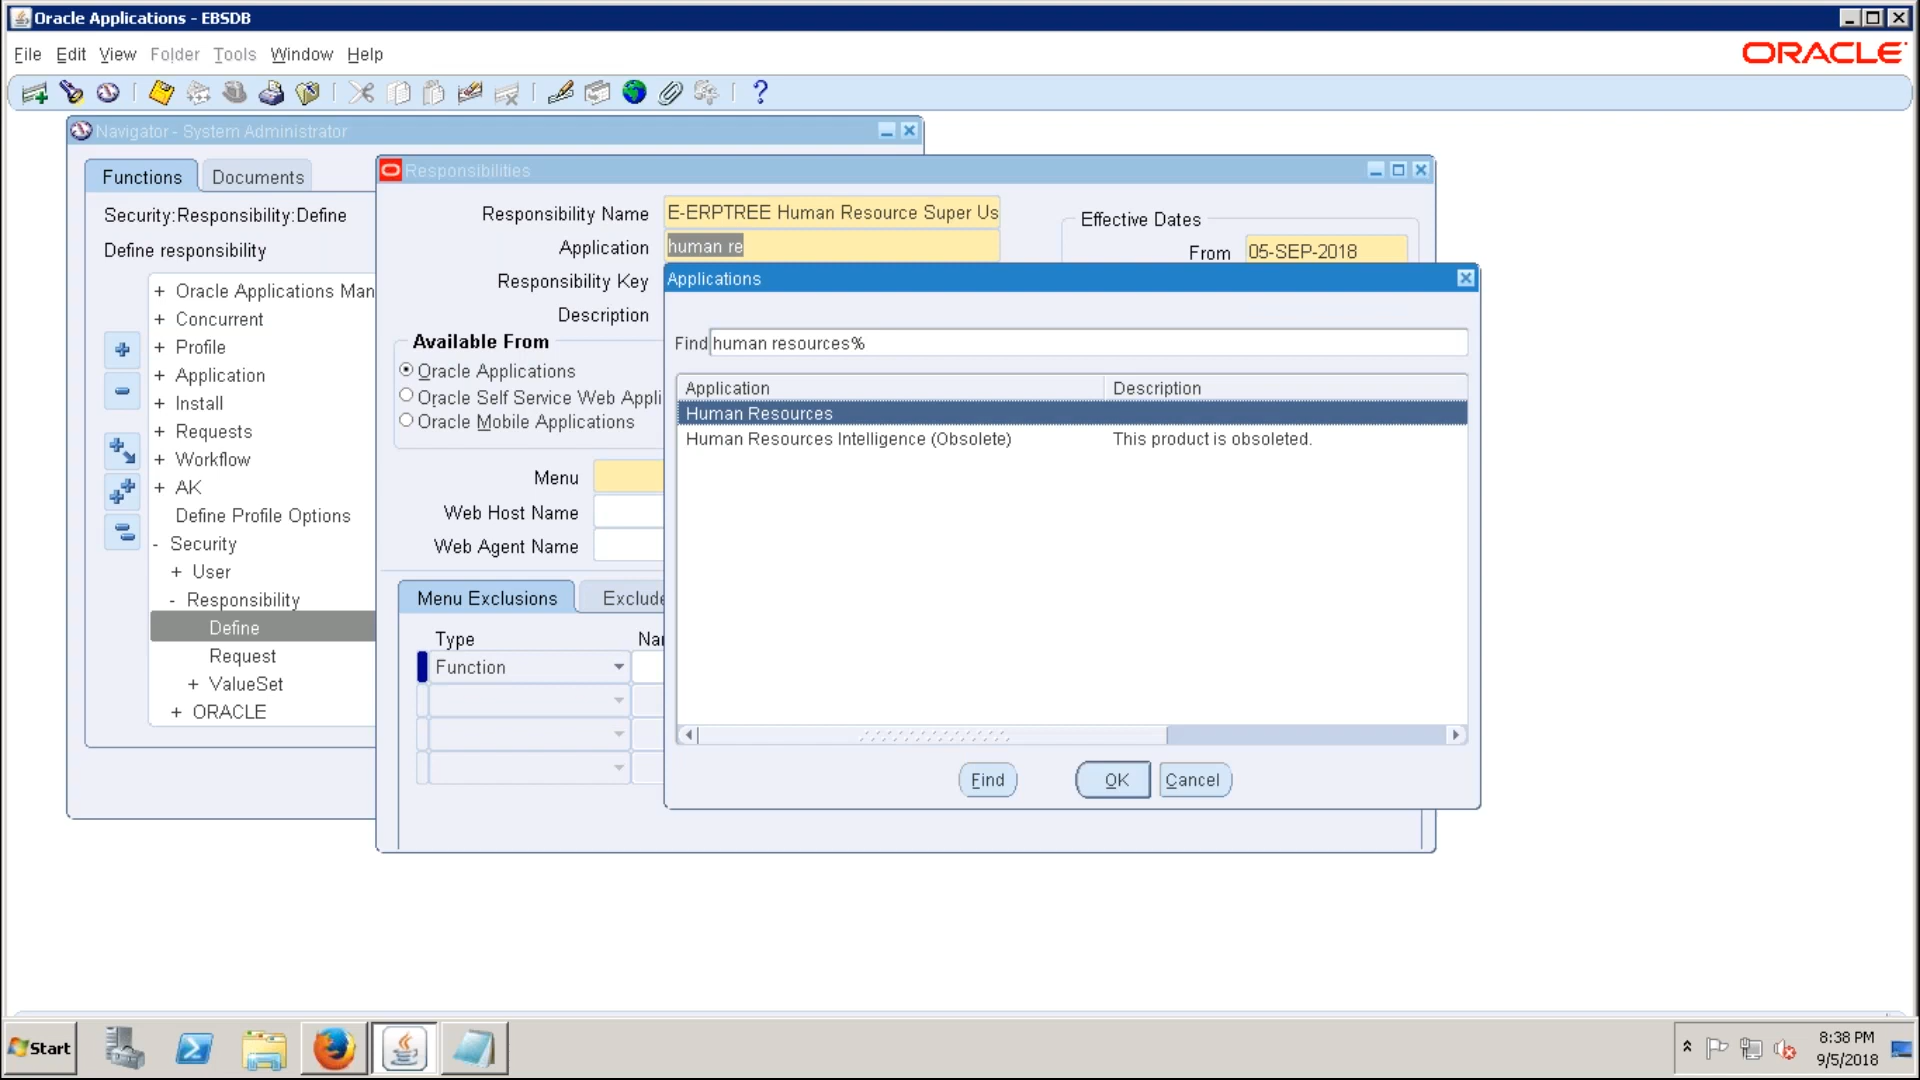 Oracle Applications - EBSDB
File Edit View Folder Tools Window Help
ORACLE
Navigator - System Administrator
Functions
Documents
Security:Responsibility:Define
Define responsibility
+ Oracle Applications Man
+ Concurrent
+ Profile
+ Application
+ Install
+ Requests
+ Workflow
+ AK
Define Profile Options
- Security
+ User
- Responsibility
Define
Request
+ ValueSet
+ ORACLE
Responsibilities
Responsibility Name E-ERPTREE Human Resource Super Us
Application human re
Responsibility Key
Description
Effective Dates
From 05-SEP-2018
Available From
Oracle Applications
Oracle Self Service Web Appli
Oracle Mobile Applications
Menu
Web Host Name
Web Agent Name
Menu Exclusions
Exclude
Type Nar
Function
Applications
Find human resources%
Application Description
Human Resources
Human Resources Intelligence (Obsolete) This product is obsoleted.
Find OK Cancel
Start
8:38 PM
9/5/2018